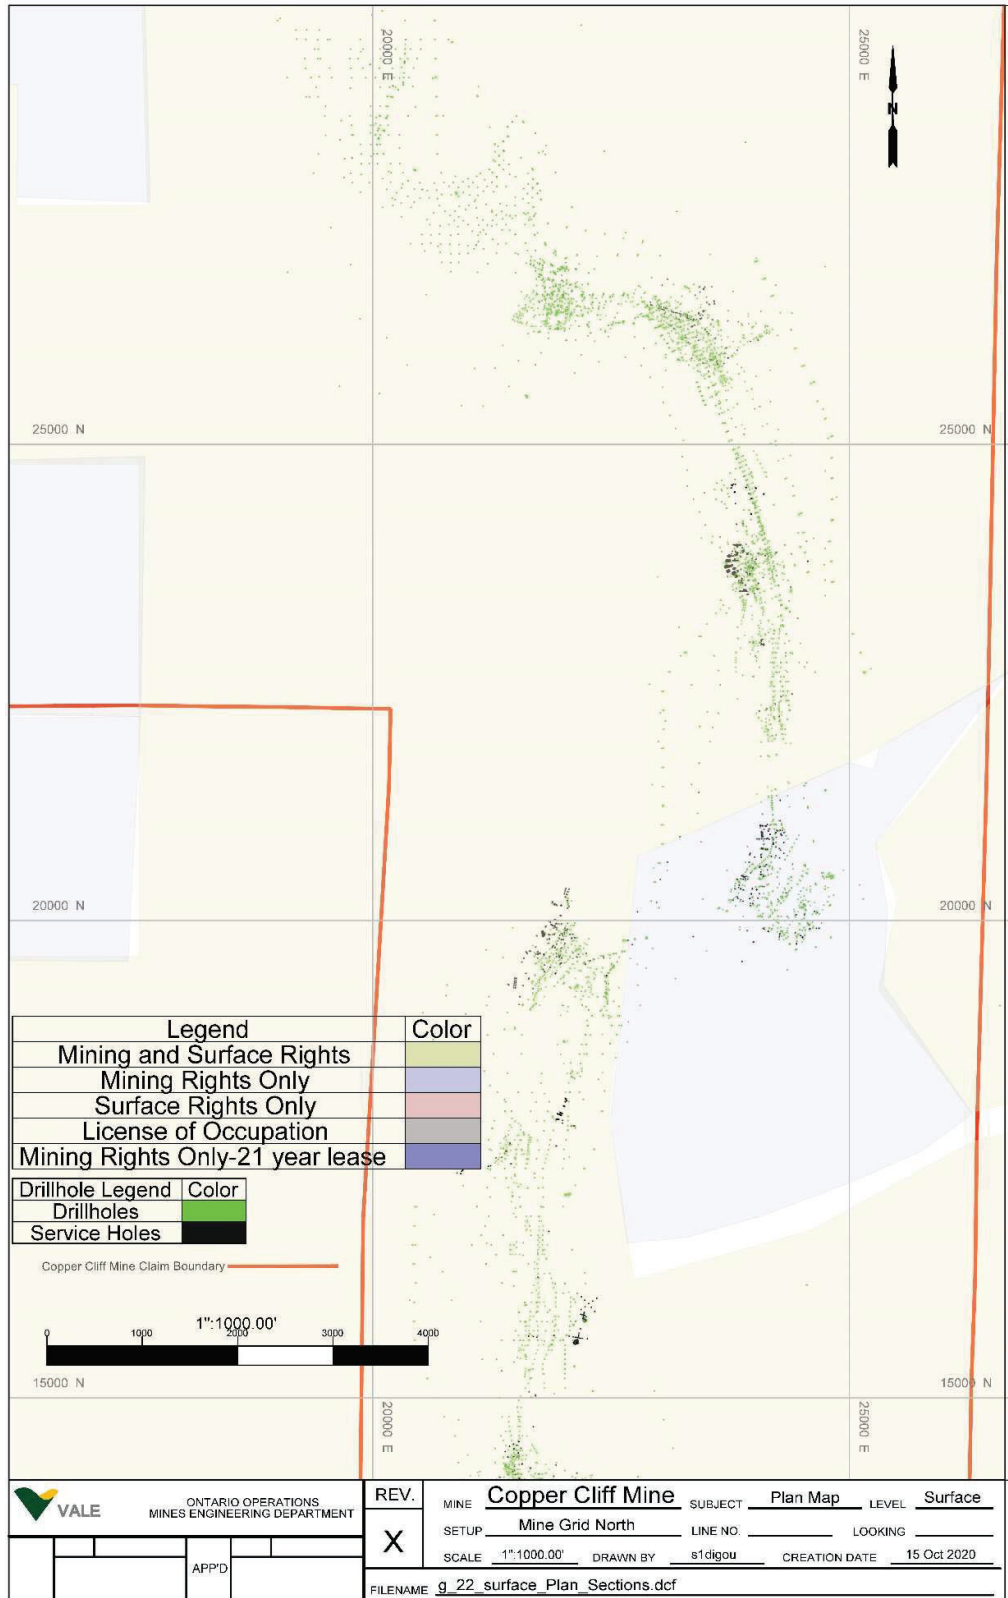 20000 E
25000 E
N
25000 N
25000 N
20000 N
20000 N
Legend Color
Mining and Surface Rights
Mining Rights Only
Surface Rights Only
License of Occupation
Mining Rights Only-21 year lease
Drillhole Legend Color
Drillholes
Service Holes
Copper Cliff Mine Claim Boundary
1":1000.00'
0 1000 2000 3000 4000
15000 N
15000 N
20000 E
25000 E
VALE
ONTARIO OPERATIONS
MINES ENGINEERING DEPARTMENT
APP'D
REV.
X
MINE Copper Cliff Mine SUBJECT Plan Map LEVEL Surface
SETUP Mine Grid North LINE NO. LOOKING
SCALE 1":1000.00' DRAWN BY s1digou CREATION DATE 15 Oct 2020
FILENAME g_22_surface_Plan_Sections.dcf